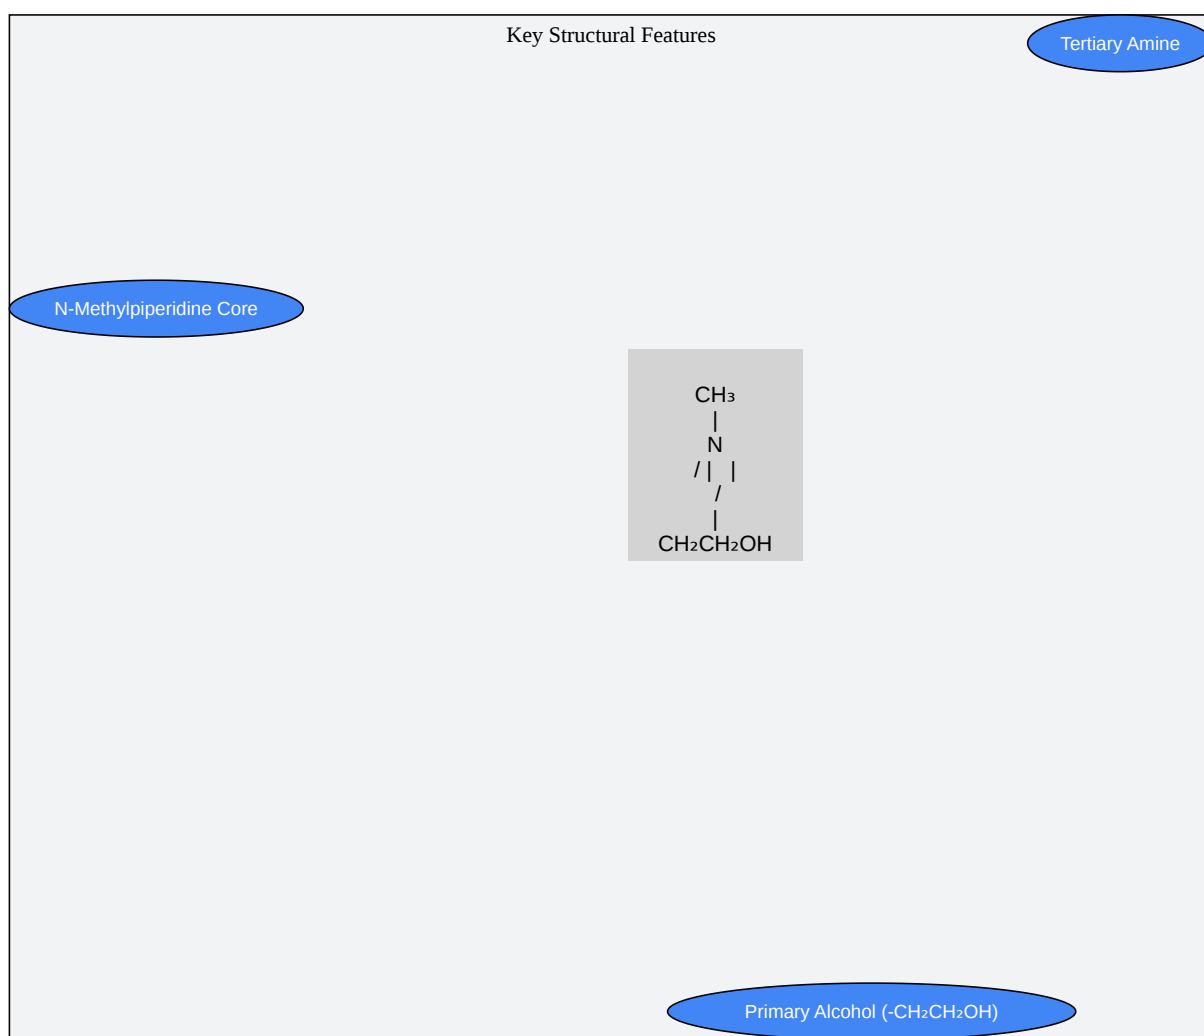 Key Structural Features
Tertiary Amine
N-Methylpiperidine Core
CH₃
|
N
/ |   |
/
|
CH₂CH₂OH
Primary Alcohol (-CH₂CH₂OH)